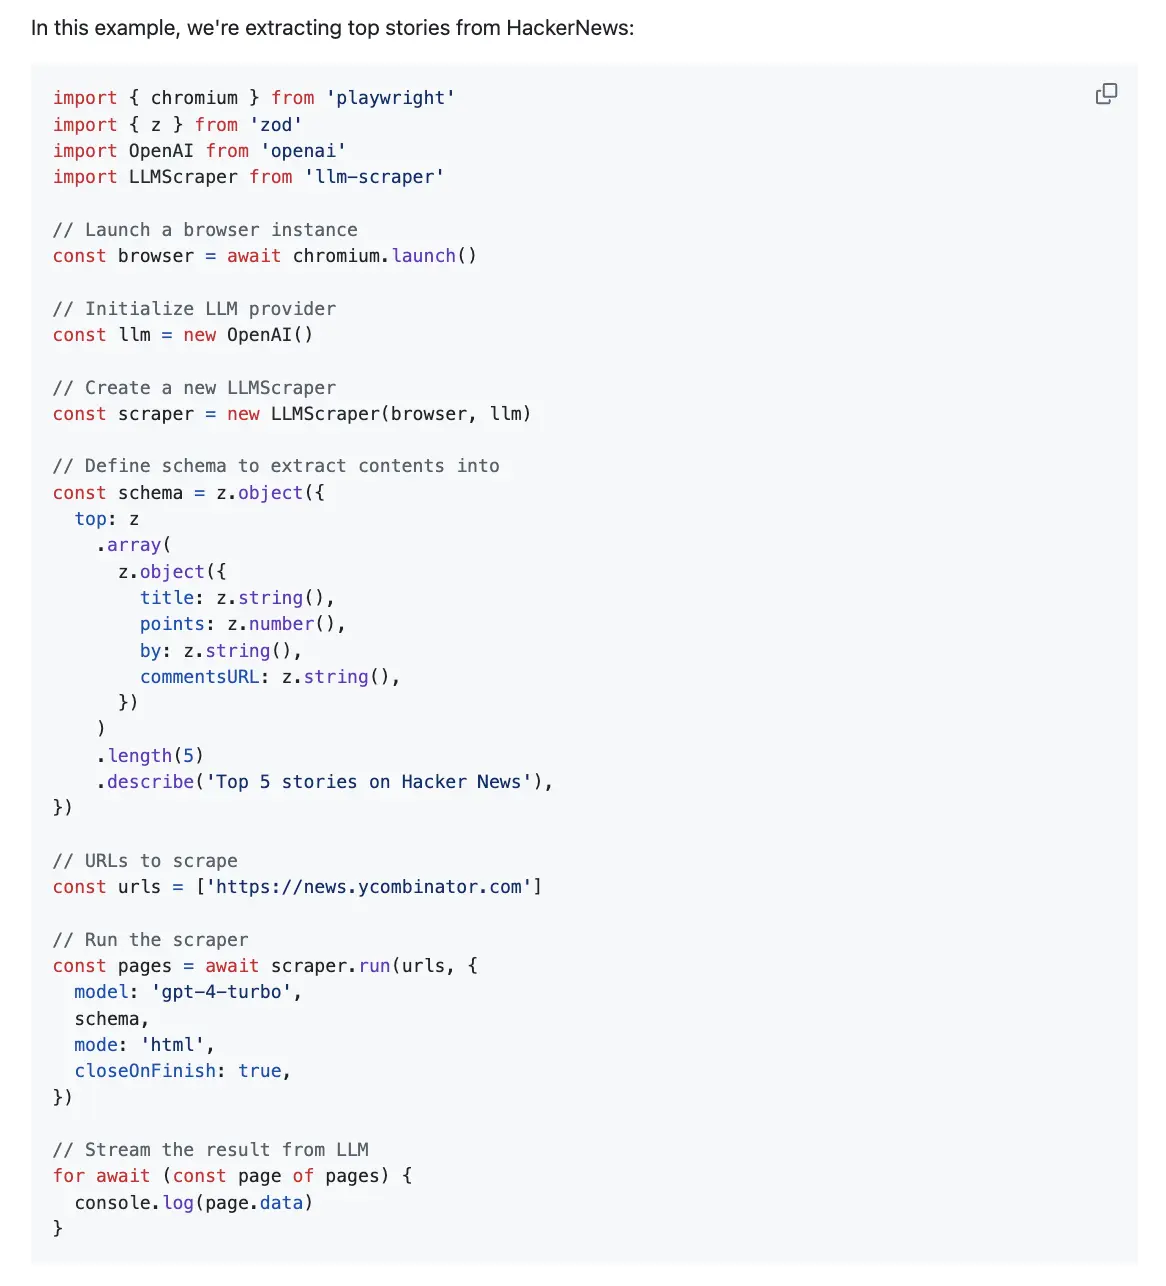 In this example, we're extracting top stories from HackerNews:
import { chromium } from 'playwright'
import { z } from 'zod'
import OpenAI from 'openai'
import LLMScraper from 'llm-scraper'
// Launch a browser instance
const browser = await chromium.launch()
// Initialize LLM provider
const llm = new OpenAI()
// Create a new LLMScraper
const scraper = new LLMScraper(browser, llm)
// Define schema to extract contents into
const schema = z.object({
  top: z
    .array(
      z.object({
        title: z.string(),
        points: z.number(),
        by: z.string(),
        commentsURL: z.string(),
      })
    )
    .length(5)
    .describe('Top 5 stories on Hacker News'),
})
// URLs to scrape
const urls = ['https://news.ycombinator.com']
// Run the scraper
const pages = await scraper.run(urls, {
  model: 'gpt-4-turbo',
  schema,
  mode: 'html',
  closeOnFinish: true,
})
// Stream the result from LLM
for await (const page of pages) {
  console.log(page.data)
}